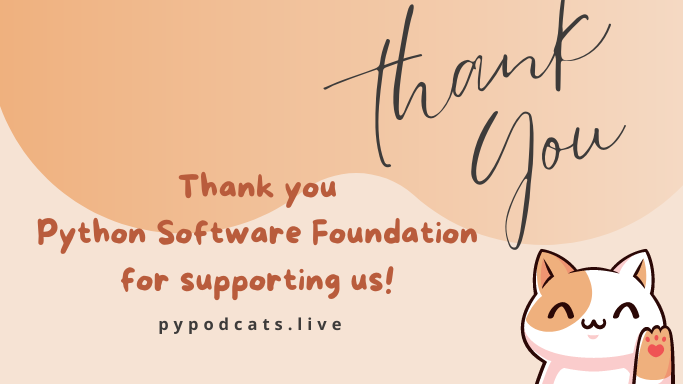 thank
you
Thank you
Python Software Foundation
for supporting us!
pypodcats.live